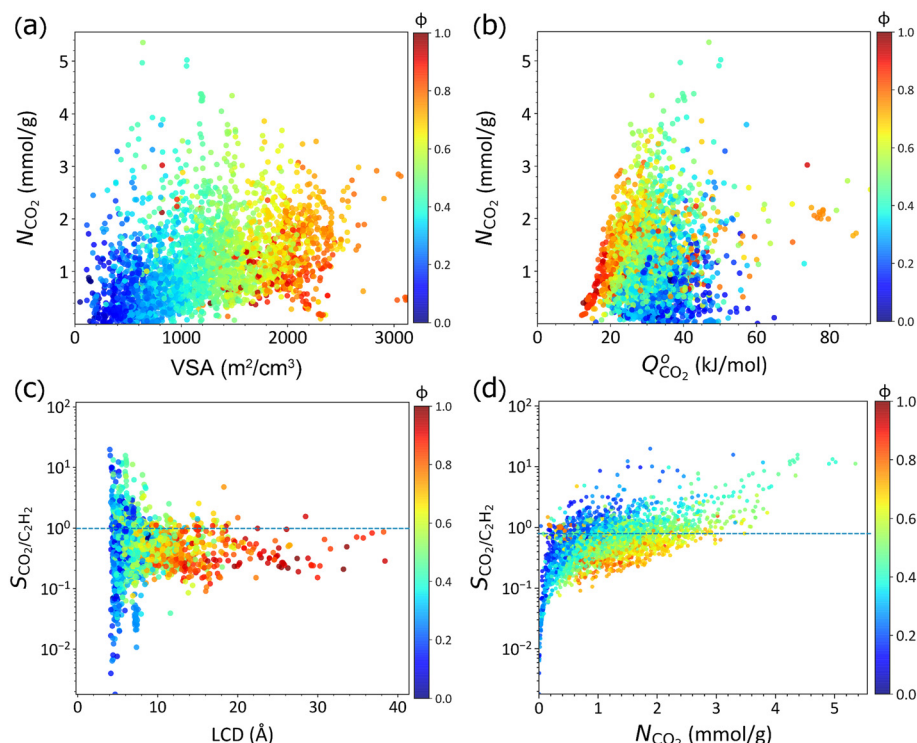 (a)
ϕ
N_CO₂ (mmol/g)
5
4
3
2
1
0 1000 2000 3000
VSA (m²/cm³)
1.0
0.8
0.6
0.4
0.2
0.0
(b)
ϕ
N_CO₂ (mmol/g)
5
4
3
2
1
0
20 40 60 80
Q°_CO₂ (kJ/mol)
1.0
0.8
0.6
0.4
0.2
0.0
(c)
ϕ
S_CO₂/C₂H₂
10²
10¹
10⁰
10⁻¹
10⁻²
0 10 20 30 40
LCD (Å)
1.0
0.8
0.6
0.4
0.2
0.0
(d)
ϕ
S_CO₂/C₂H₂
10²
10¹
10⁰
10⁻¹
10⁻²
0 1 2 3 4 5
N_CO₂ (mmol/g)
1.0
0.8
0.6
0.4
0.2
0.0